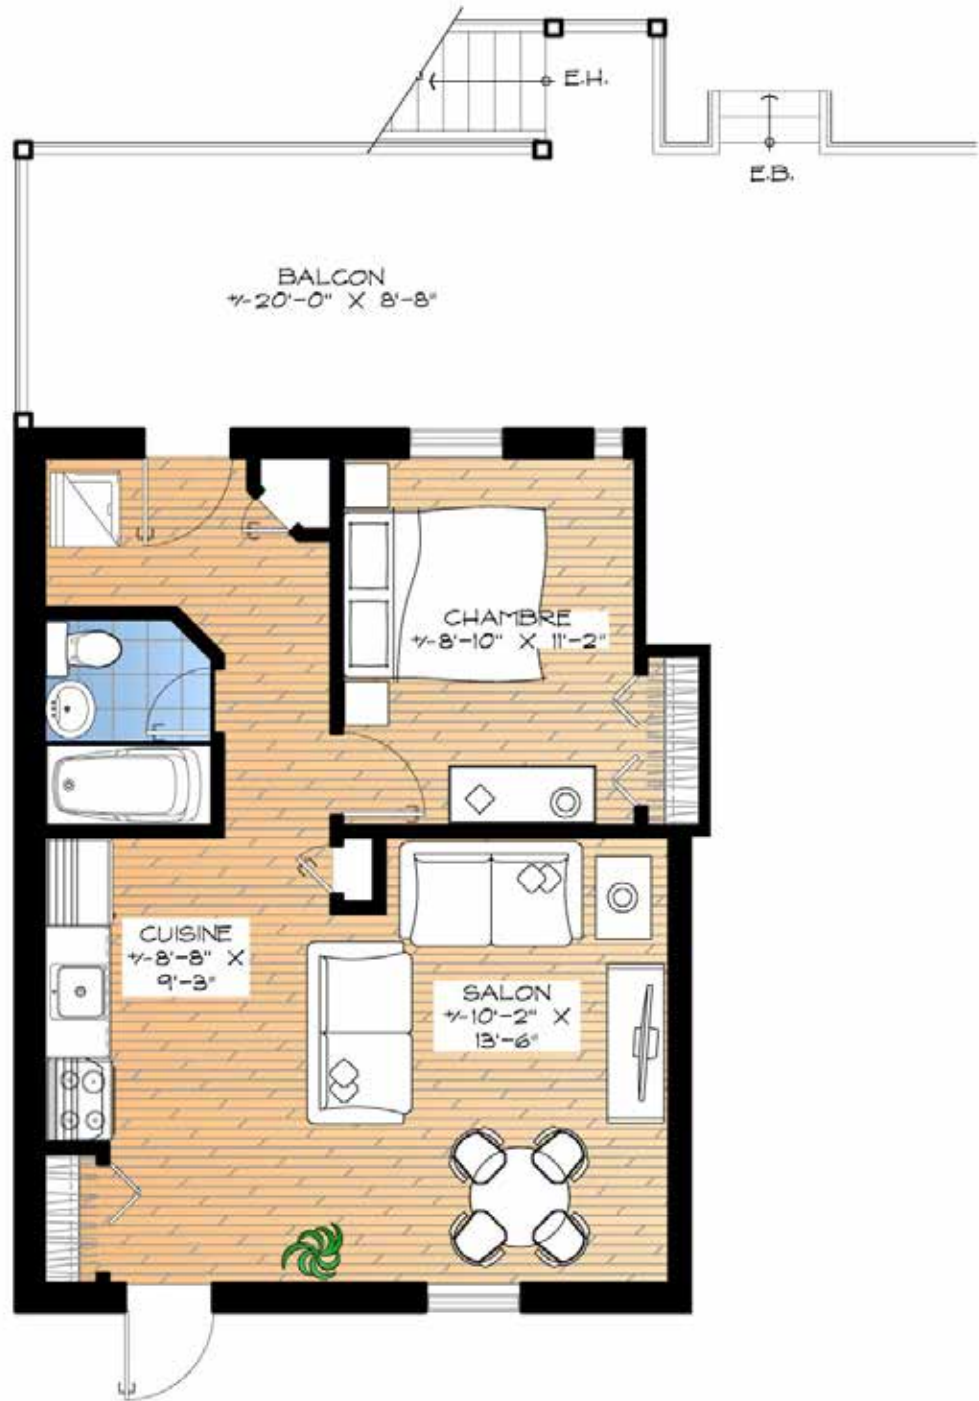 E.H.
E.B.
BALCON
+/-20'-0" X 8'-8"
CHAMBRE
+/-8'-10" X 11'-2"
CUISINE
+/-8'-8" X
9'-3"
SALON
+/-10'-2" X
13'-6"